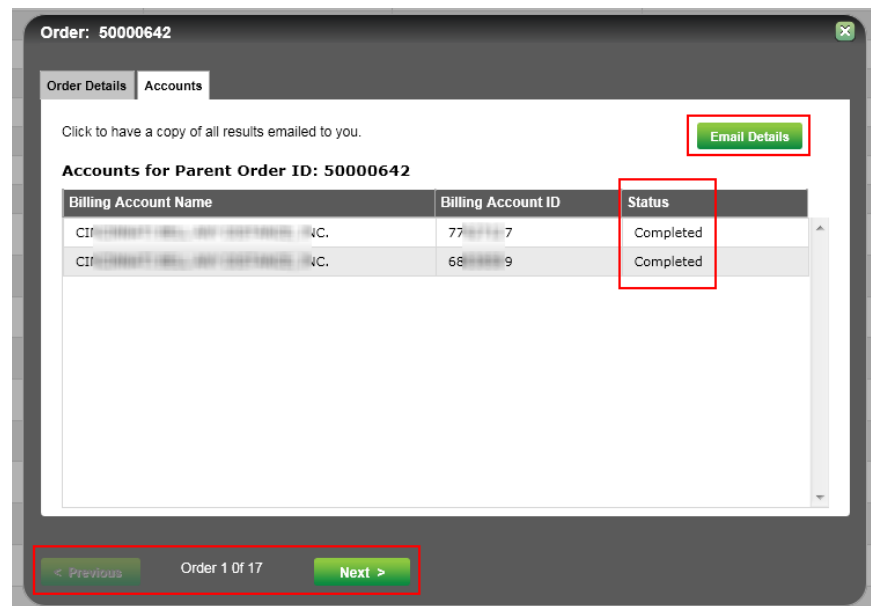 Order: 50000642
Order Details Accounts
Click to have a copy of all results emailed to you.
Email Details
Accounts for Parent Order ID: 50000642
Billing Account Name Billing Account ID Status
Completed
Completed
< Previous Order 1 0f 17 Next >